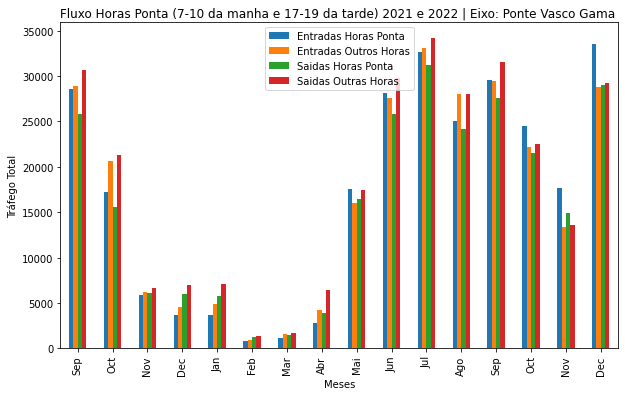 Fluxo Horas Ponta (7-10 da manha e 17-19 da tarde) 2021 e 2022 | Eixo: Ponte Vasco Gama
Entradas Horas Ponta
Entradas Outros Horas
Saidas Horas Ponta
Saidas Outras Horas
Tráfego Total
35000
30000
25000
20000
15000
10000
5000
0
Sep Oct Nov Dec Jan Feb Mar Abr Mai Jun Jul Ago Sep Oct Nov Dec
Meses